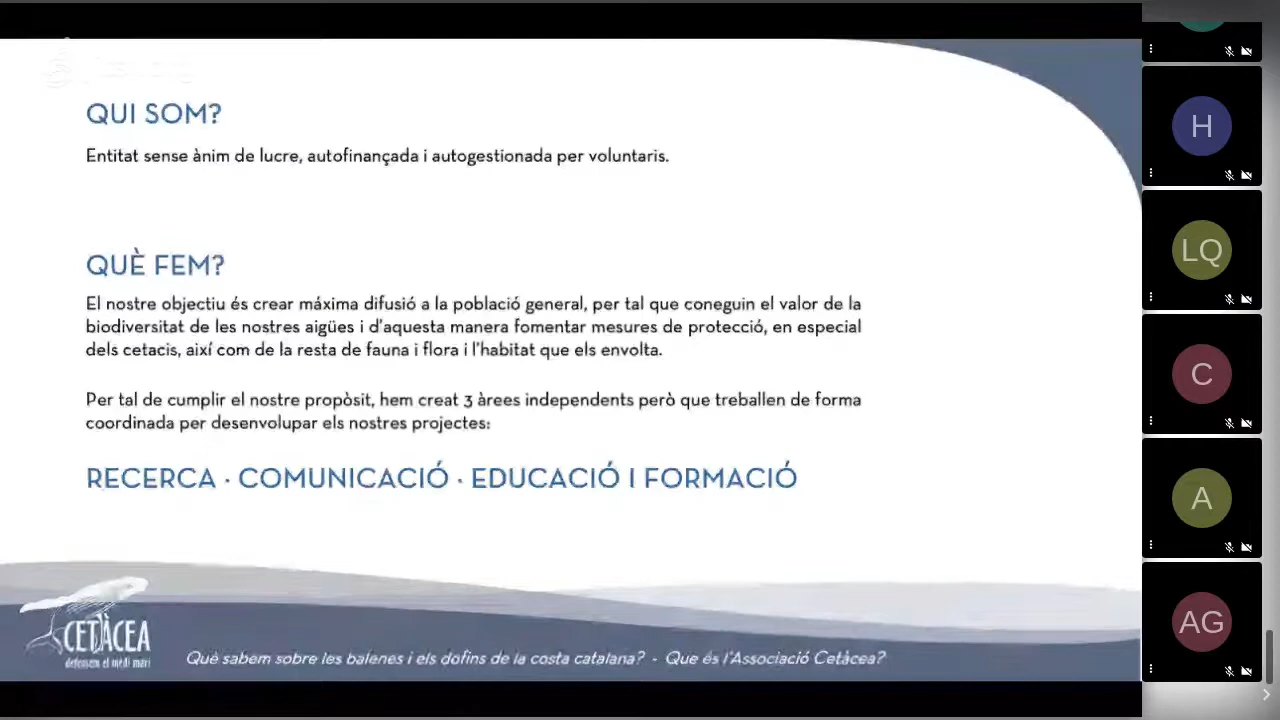 QUI SOM?
Entitat sense ànim de lucre, autofinançada i autogestionada per voluntaris.
QUÈ FEM?
El nostre objectiu és crear máxima difusió a la població general, per tal que coneguin el valor de la
biodiversitat de les nostres aigües i d'aquesta manera fomentar mesures de protecció, en especial
dels cetacis, així com de la resta de fauna i flora i l'habitat que els envolta.
Per tal de cumplir el nostre propòsit, hem creat 3 àrees independents però que treballen de forma
coordinada per desenvolupar els nostres projectes:
RECERCA · COMUNICACIÓ · EDUCACIÓ I FORMACIÓ
CETÀCEA
defensem el medi marí
Què sabem sobre les balenes i els dofins de la costa catalana? - Que és l'Associació Cetàcea?
H
LQ
C
A
AG